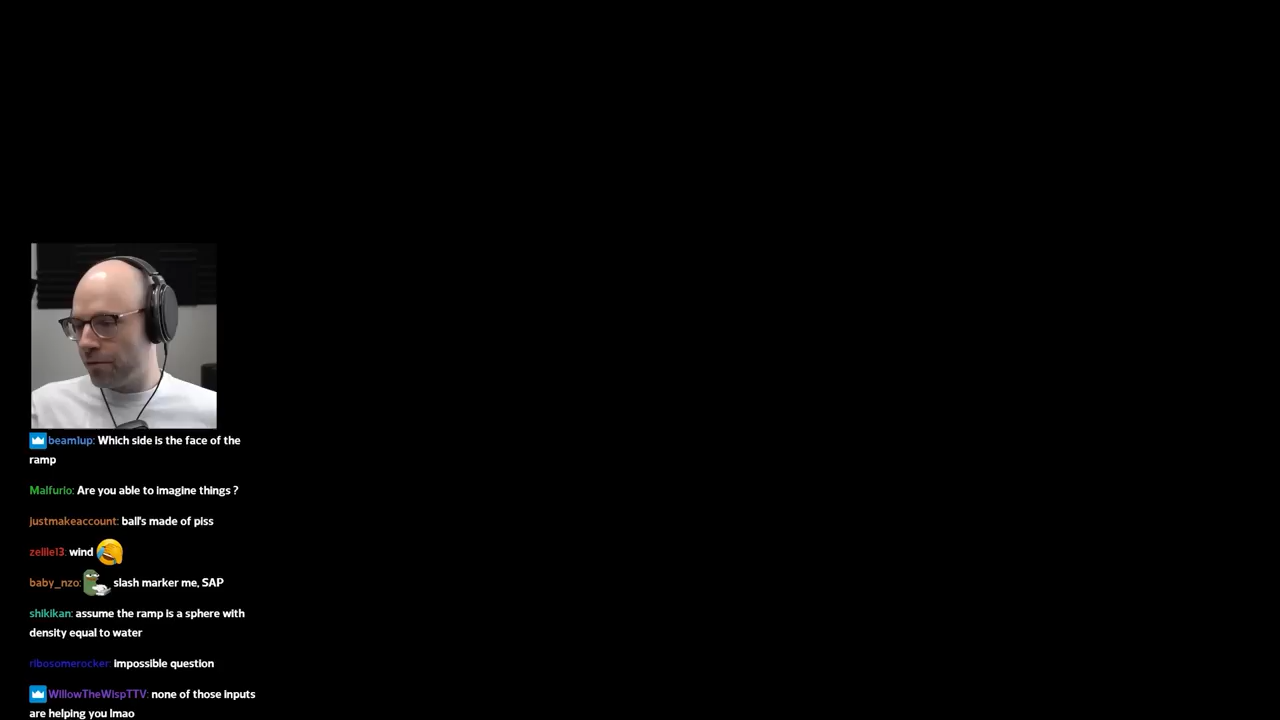 beam1up: Which side is the face of the
ramp
Malfurio: Are you able to imagine things ?
justmakeaccount: ball's made of piss
zellie13: wind
baby_nzo: slash marker me, SAP
shikikan: assume the ramp is a sphere with
density equal to water
ribosomerocker: impossible question
WillowTheWispTTV: none of those inputs
are helping you lmao